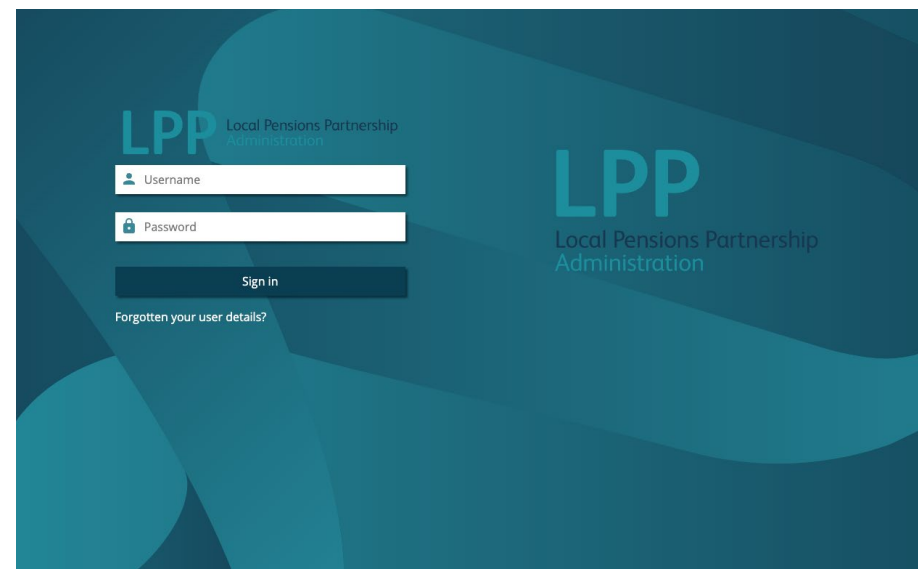 LPP Local Pensions Partnership
Administration
Username
Password
Sign in
Forgotten your user details?
LPP
Local Pensions Partnership
Administration